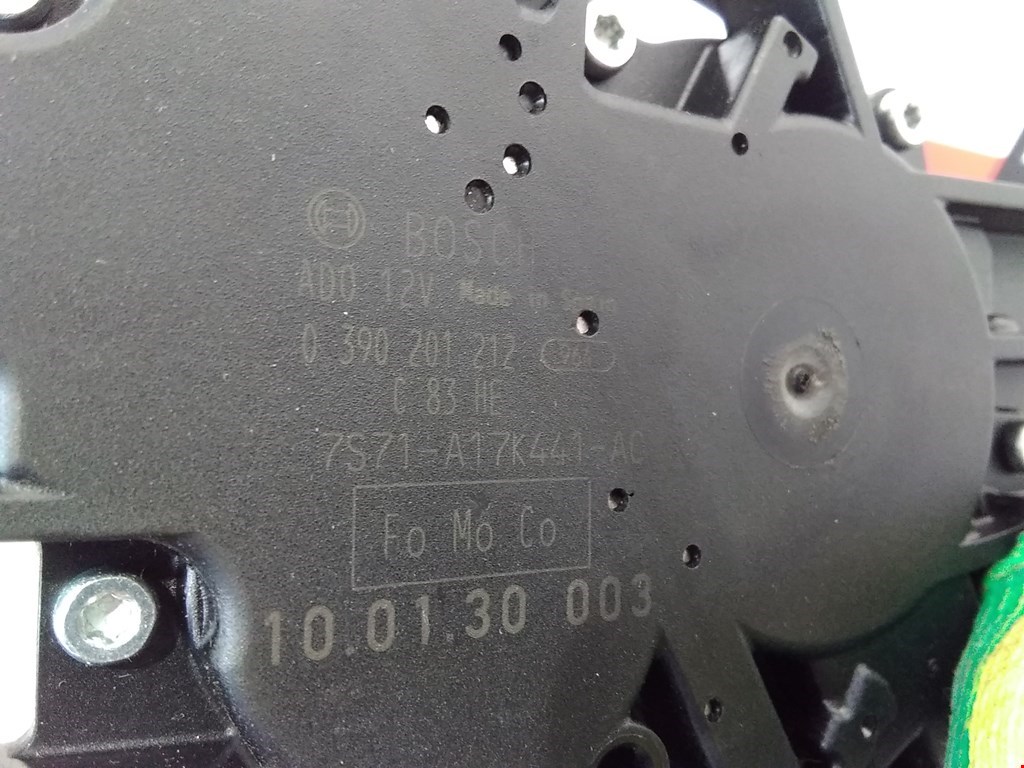 BOSCH
ADO 12V Made in Spain
0 390 201 212
C 83 HE
7S71-A17K441-AC
Fo Mo Co
10.01.30 003